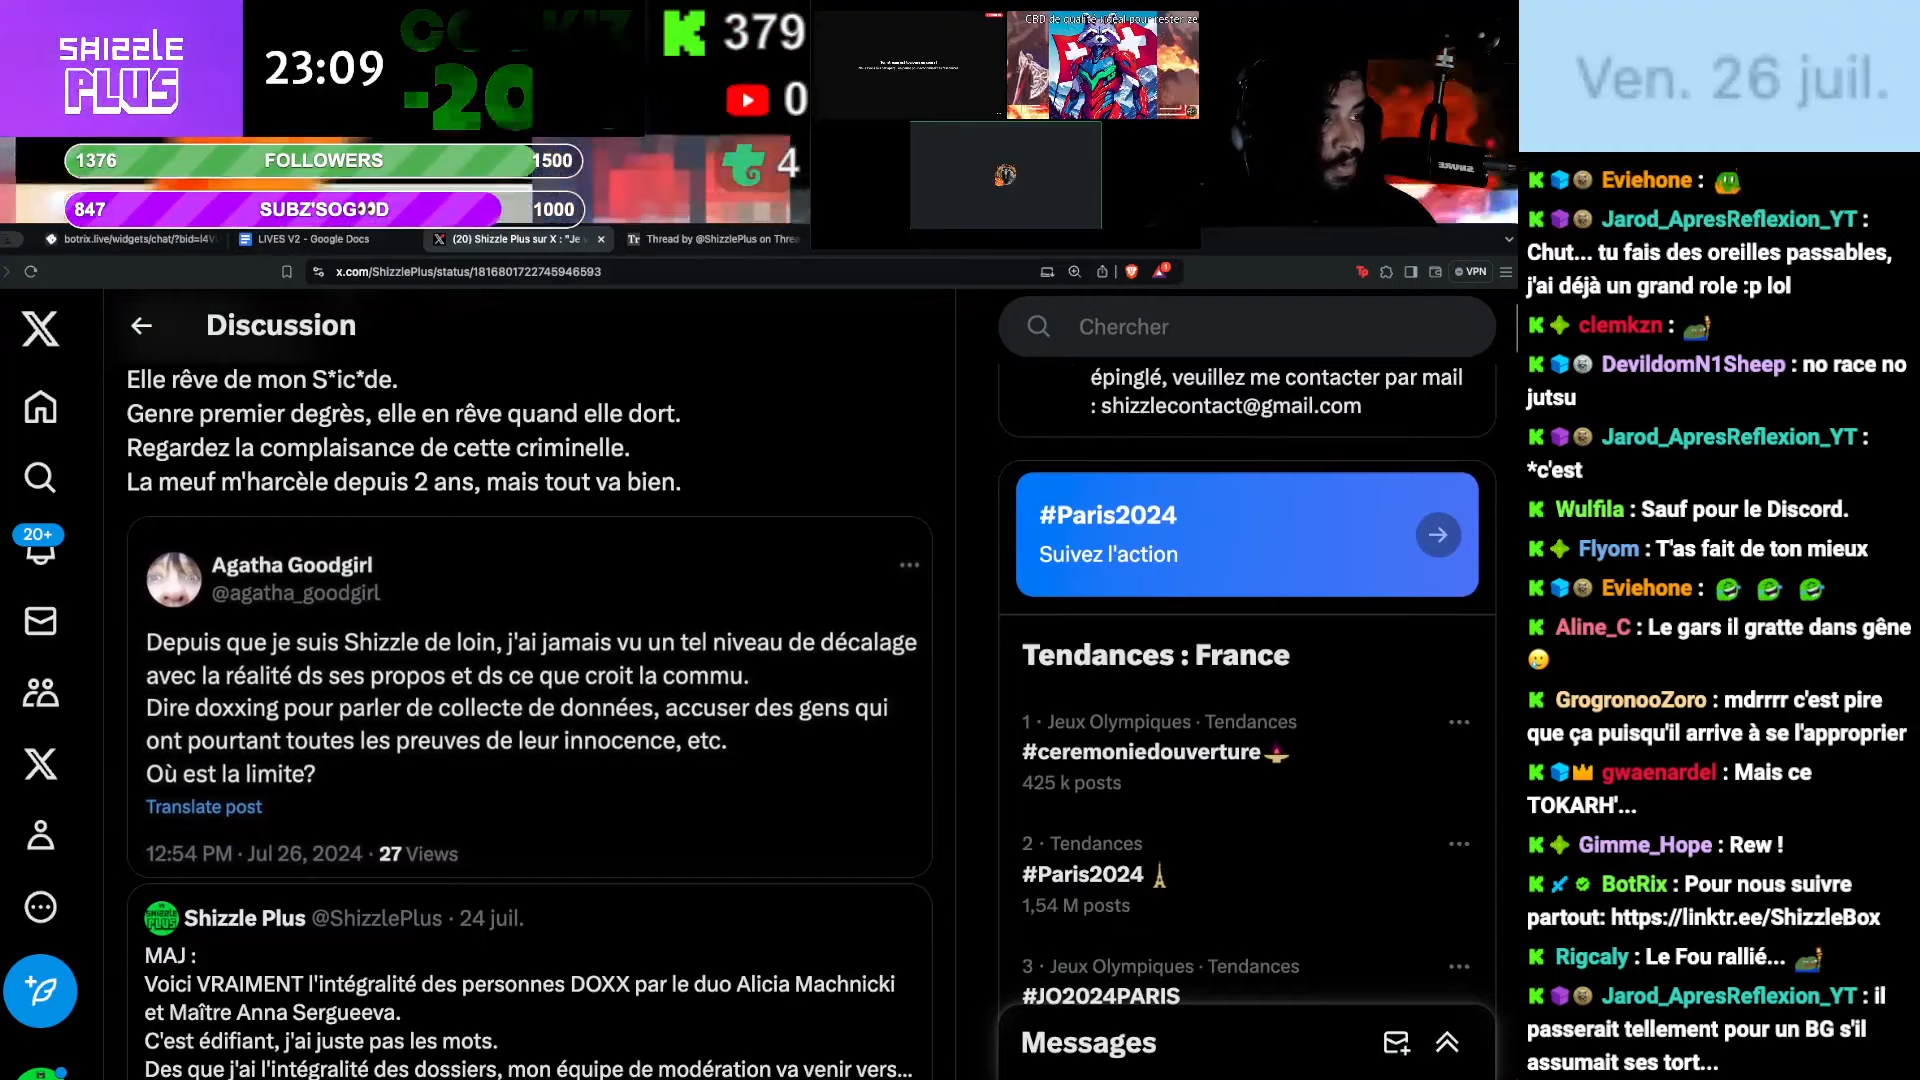 SHIZZLE
PLUS
23:09
-20
379
0
4
1376 FOLLOWERS 1500
847 SUBZ'SOG👀D 1000
CBD de qualité idéal pour rester ze
Ven. 26 juil.
botrix.live/widgets/chat/?bid=l4V
LIVES V2 - Google Docs
(20) Shizzle Plus sur X : "Je v
Thread by @ShizzlePlus on Thre
x.com/ShizzlePlus/status/1816801722745946593
VPN
Discussion
Elle rêve de mon S*ic*de.
Genre premier degrès, elle en rêve quand elle dort.
Regardez la complaisance de cette criminelle.
La meuf m'harcèle depuis 2 ans, mais tout va bien.
20+
Agatha Goodgirl
@agatha_goodgirl
Depuis que je suis Shizzle de loin, j'ai jamais vu un tel niveau de décalage
avec la réalité ds ses propos et ds ce que croit la commu.
Dire doxxing pour parler de collecte de données, accuser des gens qui
ont pourtant toutes les preuves de leur innocence, etc.
Où est la limite?
Translate post
12:54 PM · Jul 26, 2024 · 27 Views
Shizzle Plus @ShizzlePlus · 24 juil.
MAJ :
Voici VRAIMENT l'intégralité des personnes DOXX par le duo Alicia Machnicki
et Maître Anna Sergueeva.
C'est édifiant, j'ai juste pas les mots.
Des que j'ai l'intégralité des dossiers, mon équipe de modération va venir vers...
Chercher
épinglé, veuillez me contacter par mail
: shizzlecontact@gmail.com
#Paris2024
Suivez l'action
Tendances : France
1 · Jeux Olympiques · Tendances
#ceremoniedouverture
425 k posts
2 · Tendances
#Paris2024
1,54 M posts
3 · Jeux Olympiques · Tendances
#JO2024PARIS
Messages
Eviehone :
Jarod_ApresReflexion_YT :
Chut... tu fais des oreilles passables,
j'ai déjà un grand role :p lol
clemkzn :
DevildomN1Sheep : no race no
jutsu
Jarod_ApresReflexion_YT :
*c'est
Wulfila : Sauf pour le Discord.
Flyom : T'as fait de ton mieux
Eviehone :
Aline_C : Le gars il gratte dans gêne
🥲
GrogronooZoro : mdrrrr c'est pire
que ça puisqu'il arrive à se l'approprier
gwaenardel : Mais ce
TOKARH'...
Gimme_Hope : Rew !
BotRix : Pour nous suivre
partout: https://linktr.ee/ShizzleBox
Rigcaly : Le Fou rallié...
Jarod_ApresReflexion_YT : il
passerait tellement pour un BG s'il
assumait ses tort...